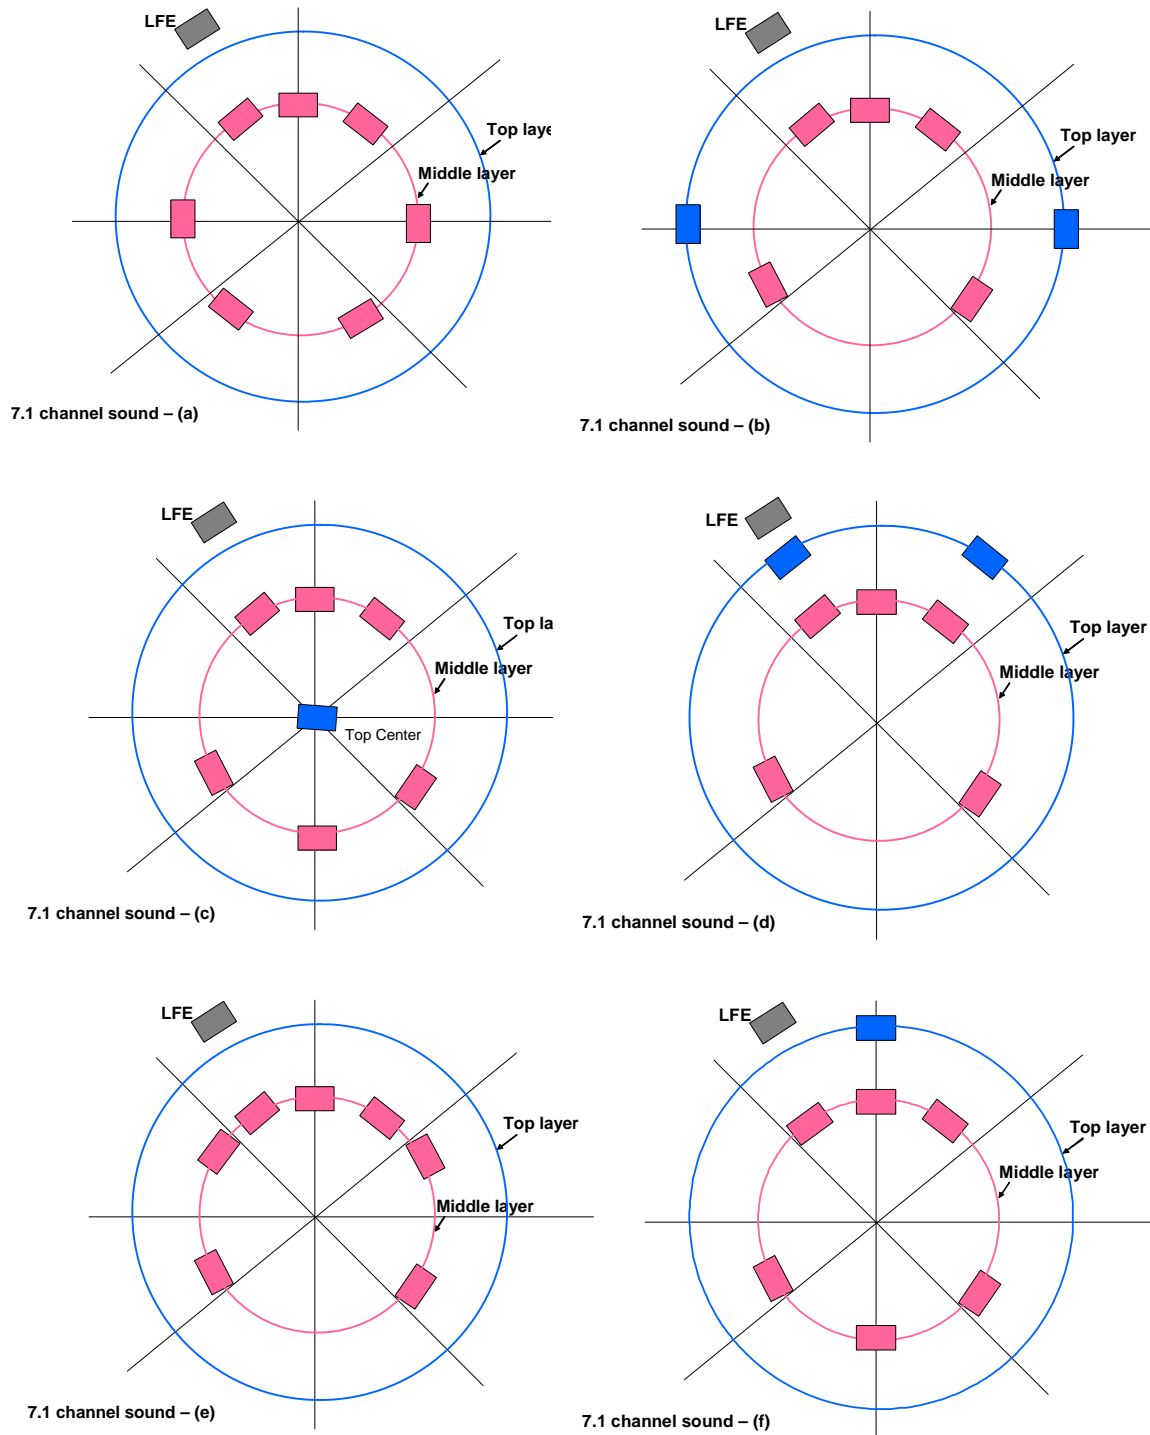 LFE
Top laye
Middle layer
7.1 channel sound – (a)
LFE
Top layer
Middle layer
7.1 channel sound – (b)
LFE
Top la
Middle layer
Top Center
7.1 channel sound – (c)
LFE
Top layer
Middle layer
7.1 channel sound – (d)
LFE
Top layer
Middle layer
7.1 channel sound – (e)
LFE
Top layer
Middle layer
7.1 channel sound – (f)